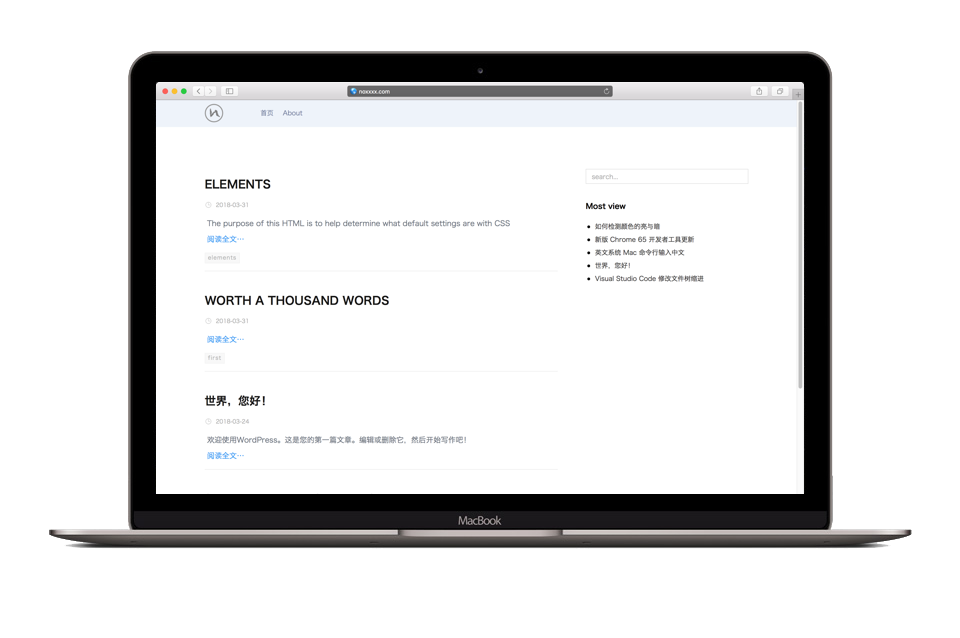 noxxxx.com
首页 About
ELEMENTS
2018-03-31
The purpose of this HTML is to help determine what default settings are with CSS
阅读全文…
elements
WORTH A THOUSAND WORDS
2018-03-31
阅读全文…
first
世界，您好！
2018-03-24
欢迎使用WordPress。这是您的第一篇文章。编辑或删除它，然后开始写作吧！
阅读全文…
search...
Most view
如何检测颜色的亮与暗
新版 Chrome 65 开发者工具更新
英文系统 Mac 命令行输入中文
世界，您好！
Visual Studio Code 修改文件树缩进
MacBook